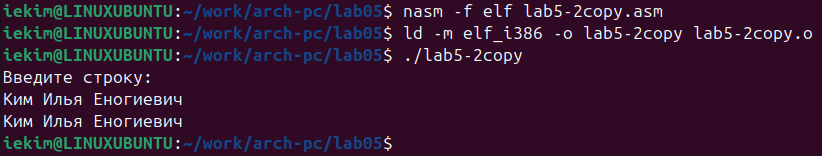 iekim@LINUXUBUNTU:~/work/arch-pc/lab05$ nasm -f elf lab5-2copy.asm
iekim@LINUXUBUNTU:~/work/arch-pc/lab05$ ld -m elf_i386 -o lab5-2copy lab5-2copy.o
iekim@LINUXUBUNTU:~/work/arch-pc/lab05$ ./lab5-2copy
Введите строку:
Ким Илья Еногиевич
Ким Илья Еногиевич
iekim@LINUXUBUNTU:~/work/arch-pc/lab05$